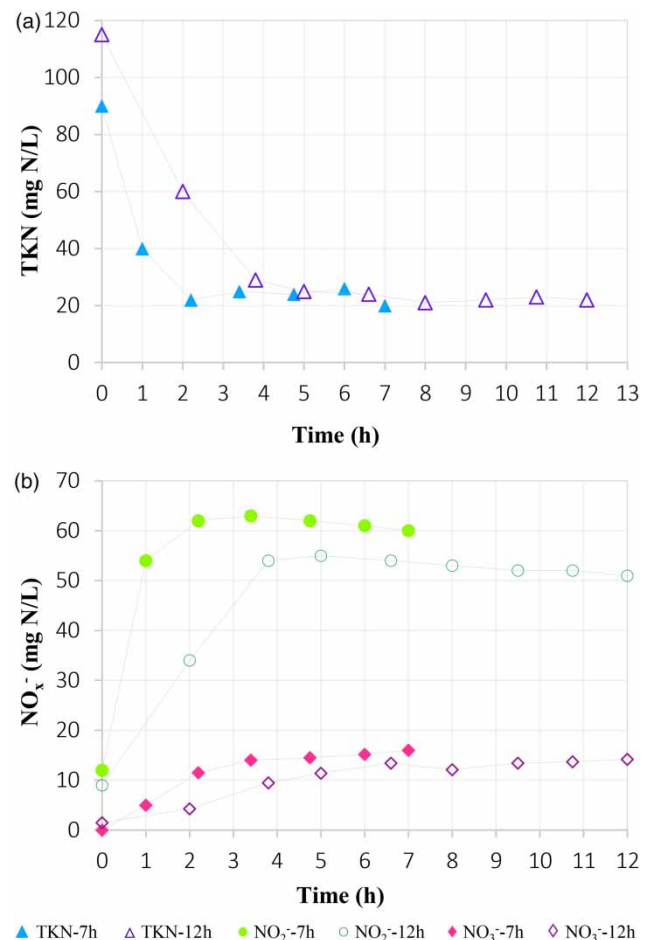 (a)
120
100
80
60
40
20
0
TKN (mg N/L)
0 1 2 3 4 5 6 7 8 9 10 11 12 13
Time (h)
(b)
70
60
50
40
30
20
10
0
NOₓ⁻ (mg N/L)
0 1 2 3 4 5 6 7 8 9 10 11 12
Time (h)
TKN-7h TKN-12h NO₂⁻-7h NO₂⁻-12h NO₃⁻-7h NO₃⁻-12h